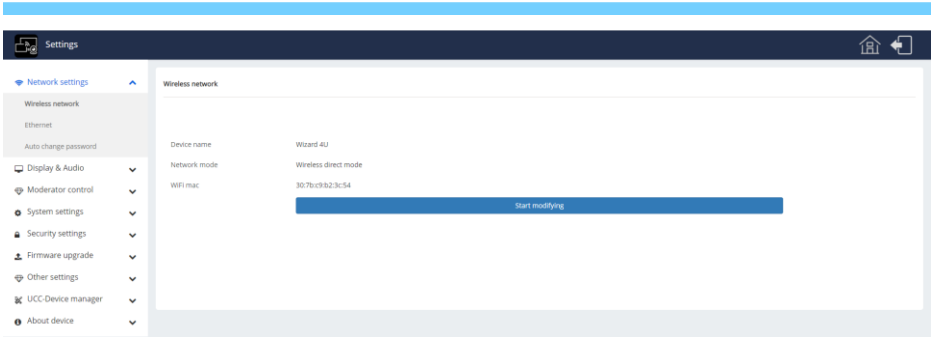 Settings
Network settings
Wireless network
Ethernet
Auto change password
Display & Audio
Moderator control
System settings
Security settings
Firmware upgrade
Other settings
UCC-Device manager
About device
Wireless network
Device name Wizard 4U
Network mode Wireless direct mode
WiFi mac 30:7b:c9:b2:3c:54
Start modifying